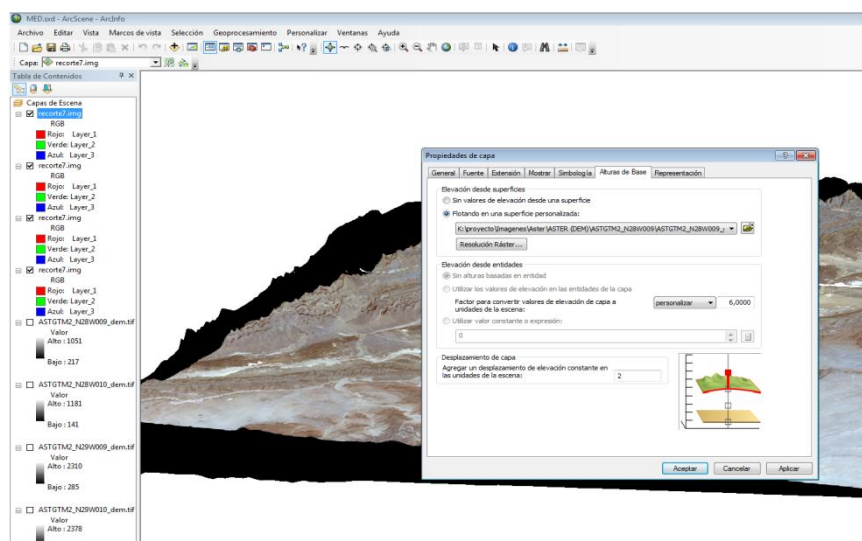 MED.sxd - ArcScene - ArcInfo
Archivo Editar Vista Marcos de vista Selección Geoprocesamiento Personalizar Ventanas Ayuda
Capa: recorte7.img
Tabla de Contenidos
Capas de Escena
recorte7.img
RGB
Rojo: Layer_1
Verde: Layer_2
Azul: Layer_3
recorte7.img
RGB
Rojo: Layer_1
Verde: Layer_2
Azul: Layer_3
recorte7.img
RGB
Rojo: Layer_1
Verde: Layer_2
Azul: Layer_3
recorte7.img
RGB
Rojo: Layer_1
Verde: Layer_2
Azul: Layer_3
ASTGTM2_N28W009_dem.tif
Valor
Alto : 1051
Bajo : 217
ASTGTM2_N28W010_dem.tif
Valor
Alto : 1181
Bajo : 141
ASTGTM2_N29W009_dem.tif
Valor
Alto : 2310
Bajo : 285
ASTGTM2_N29W010_dem.tif
Valor
Alto : 2378
Propiedades de capa
General Fuente Extensión Mostrar Simbología Alturas de Base Representación
Elevación desde superficies
Sin valores de elevación desde una superficie
Flotando en una superficie personalizada:
K:\proyecto\Imagenes\Aster\ASTER (DEM)\ASTGTM2_N28W009\ASTGTM2_N28W009_
Resolución Ráster...
Elevación desde entidades
Sin alturas basadas en entidad
Utilizar los valores de elevación en las entidades de la capa
Factor para convertir valores de elevación de capa a
unidades de la escena:
personalizar 6,0000
Utilizar valor constante o expresión:
0
Desplazamiento de capa
Agregar un desplazamiento de elevación constante en
las unidades de la escena:
2
Aceptar Cancelar Aplicar